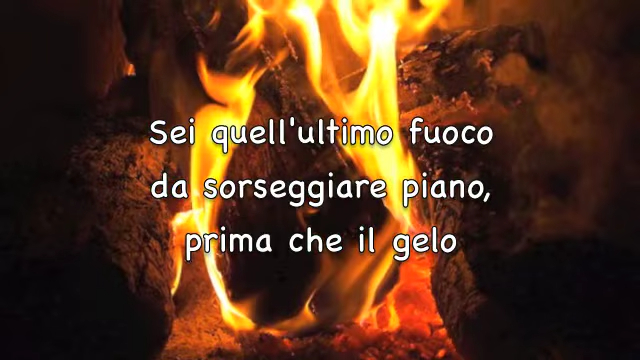 Sei quell'ultimo fuoco
da sorseggiare piano,
prima che il gelo